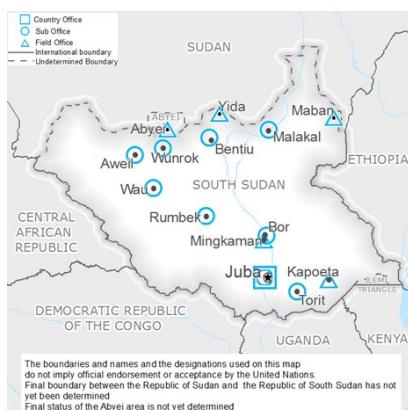 Country Office
Sub Office
Field Office
International boundary
Undetermined Boundary
SUDAN
ABYEI
Abyei
Yida
Maban
Malakal
Bentiu
Wunrok
Aweil
ETHIOPIA
Wau
SOUTH SUDAN
Rumbek
CENTRAL
AFRICAN
REPUBLIC
Bor
Mingkaman
Juba
Kapoeta
ILEMI
TRIANGLE
Torit
DEMOCRATIC REPUBLIC
OF THE CONGO
UGANDA
KENYA
The boundaries and names and the designations used on this map
do not imply official endorsement or acceptance by the United Nations.
Final boundary between the Republic of Sudan and the Republic of South Sudan has not
yet been determined
Final status of the Abyei area is not yet determined